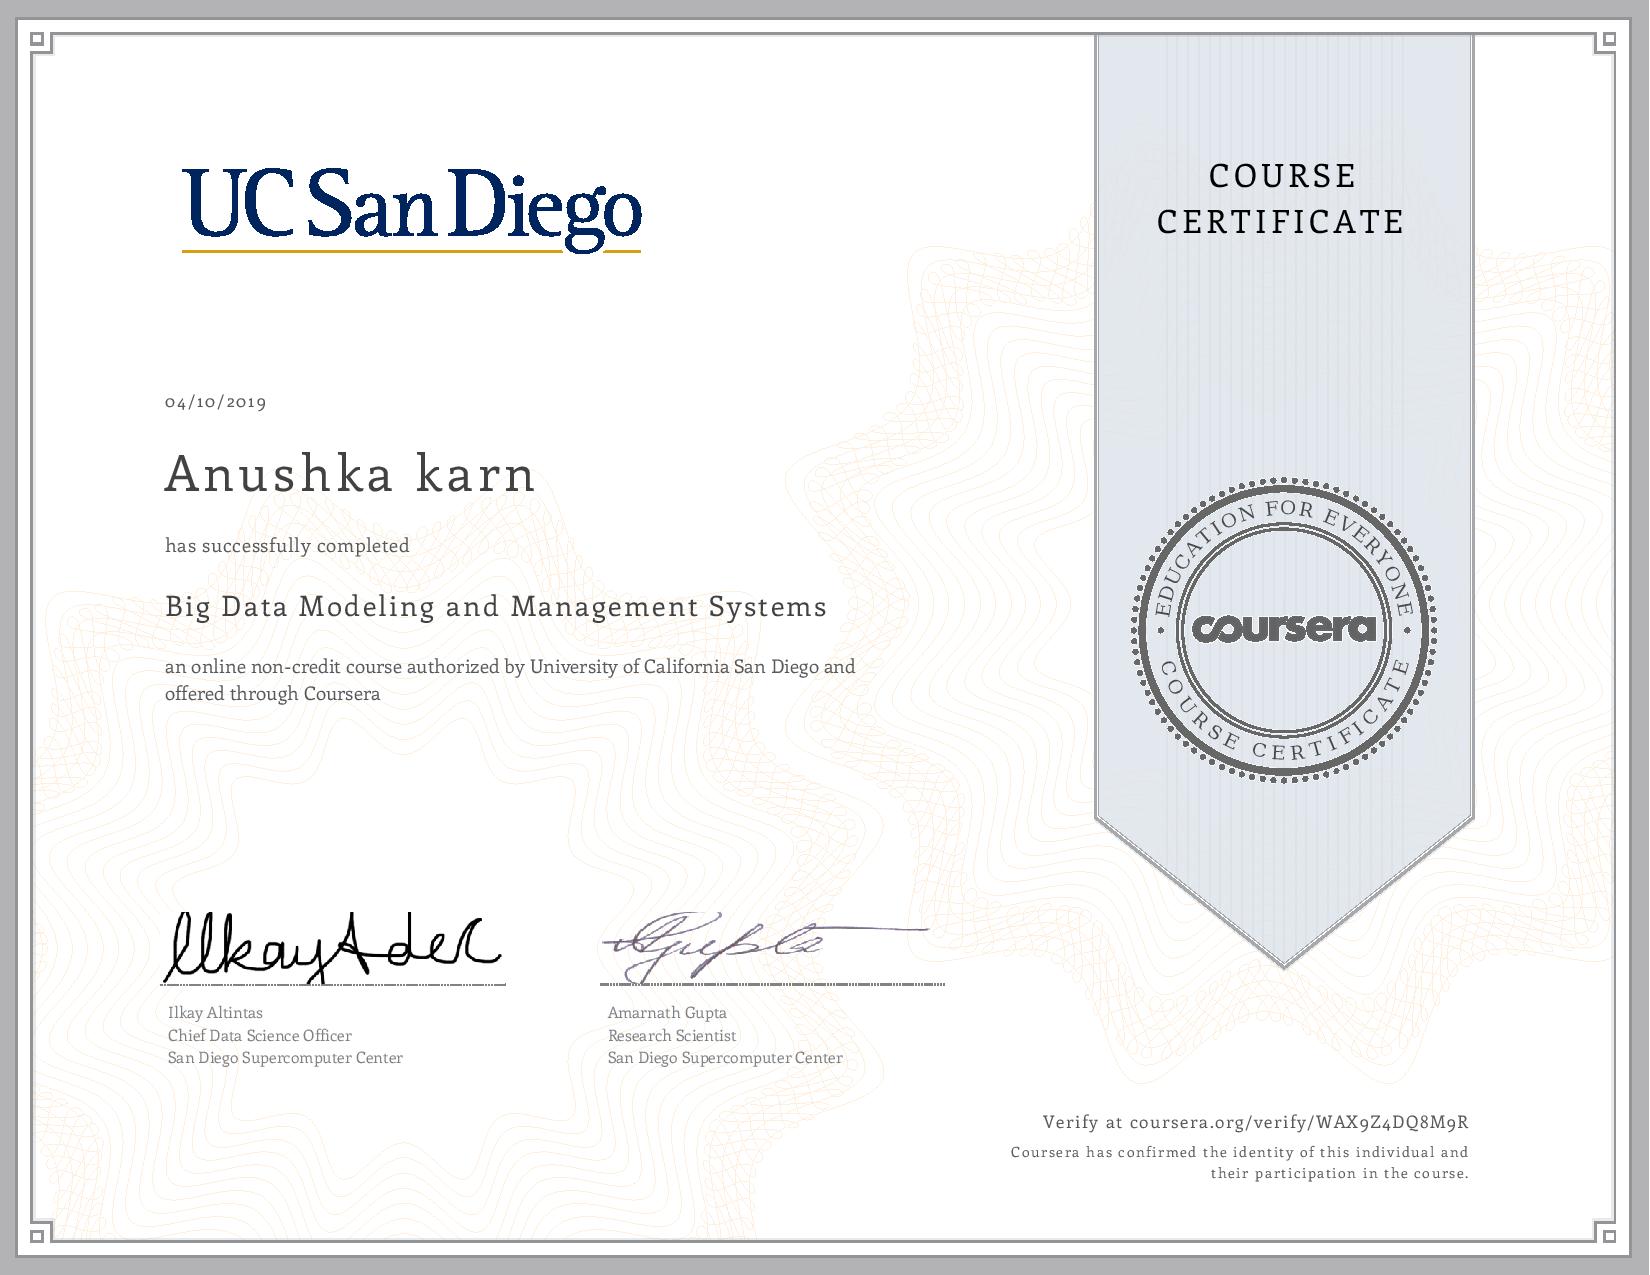 UC San Diego
COURSE
CERTIFICATE
04/10/2019
Anushka karn
has successfully completed
Big Data Modeling and Management Systems
an online non-credit course authorized by University of California San Diego and
offered through Coursera
EDUCATION FOR EVERYONE
coursera
COURSE CERTIFICATE
Ilkay Altintas
Chief Data Science Officer
San Diego Supercomputer Center
Amarnath Gupta
Research Scientist
San Diego Supercomputer Center
Verify at coursera.org/verify/WAX9Z4DQ8M9R
Coursera has confirmed the identity of this individual and
their participation in the course.